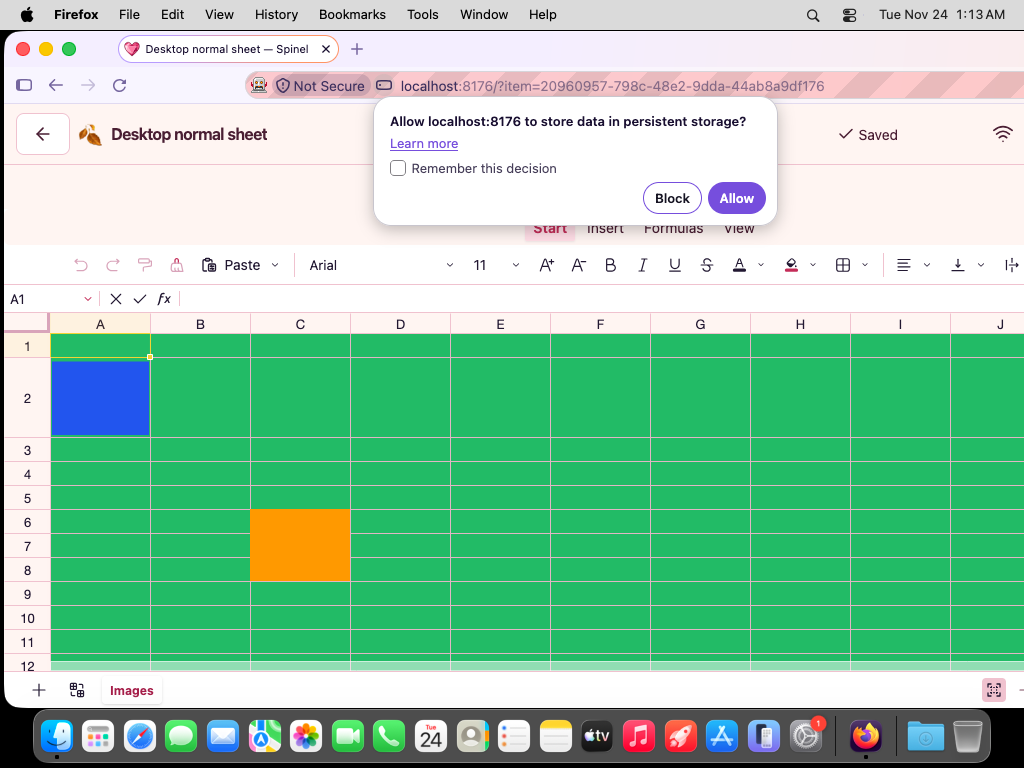 Firefox File Edit View History Bookmarks Tools Window Help Tue Nov 24 1:13 AM
Desktop normal sheet — Spinel
Not Secure localhost:8176/?item=20960957-798c-48e2-9dda-44ab8a9df176
Allow localhost:8176 to store data in persistent storage?
Learn more
Remember this decision
Block Allow
Desktop normal sheet
Saved
Start Insert Formulas View
Paste Arial 11
A1 fx
A B C D E F G H I J
1
2
3
4
5
6
7
8
9
10
11
12
Images
Tue
24
tv
1